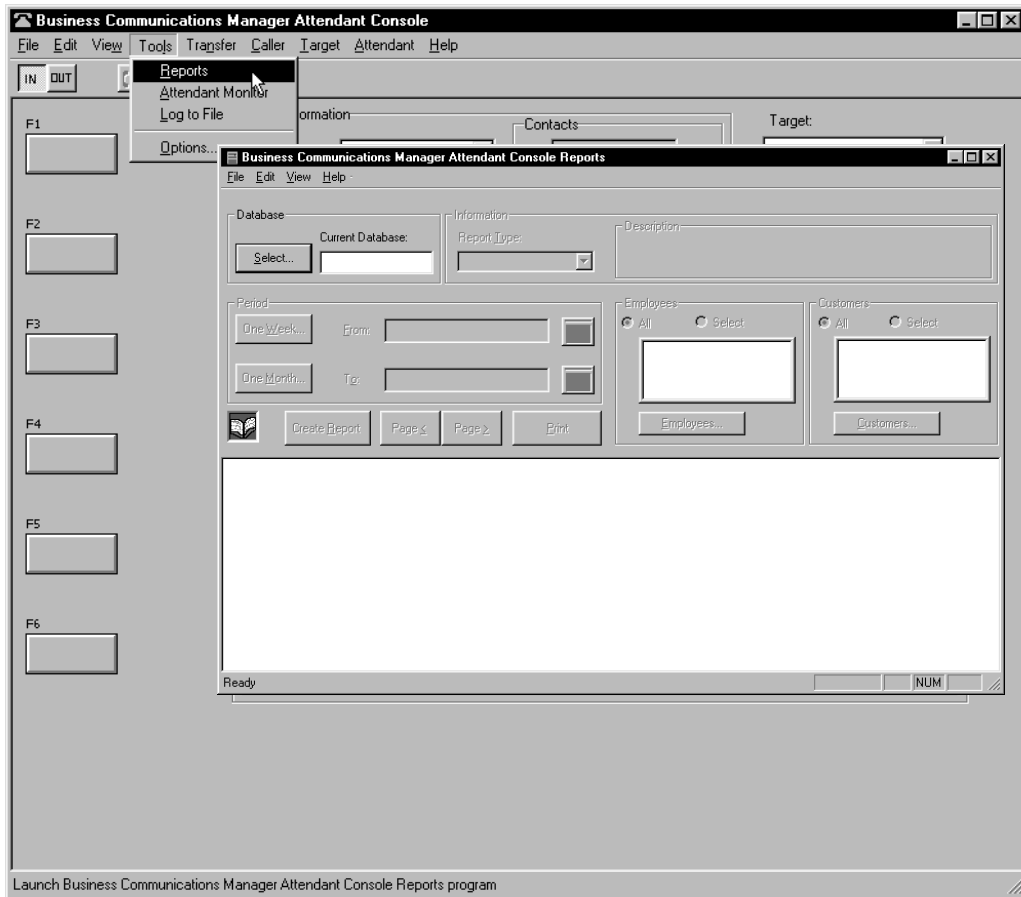 Business Communications Manager Attendant Console
File Edit View Tools Transfer Caller Target Attendant Help
IN OUT
Reports
Attendant Monitor
Log to File
Options...
F1
F2
F3
F4
F5
F6
ormation
Contacts
Target:
Business Communications Manager Attendant Console Reports
File Edit View Help
Database
Current Database:
Select...
Information
Report Type:
Description
Period
One Week...
From:
One Month...
To:
Employees
All Select
Employees...
Customers
All Select
Customers...
Create Report Page < Page > Print
Ready NUM
Launch Business Communications Manager Attendant Console Reports program